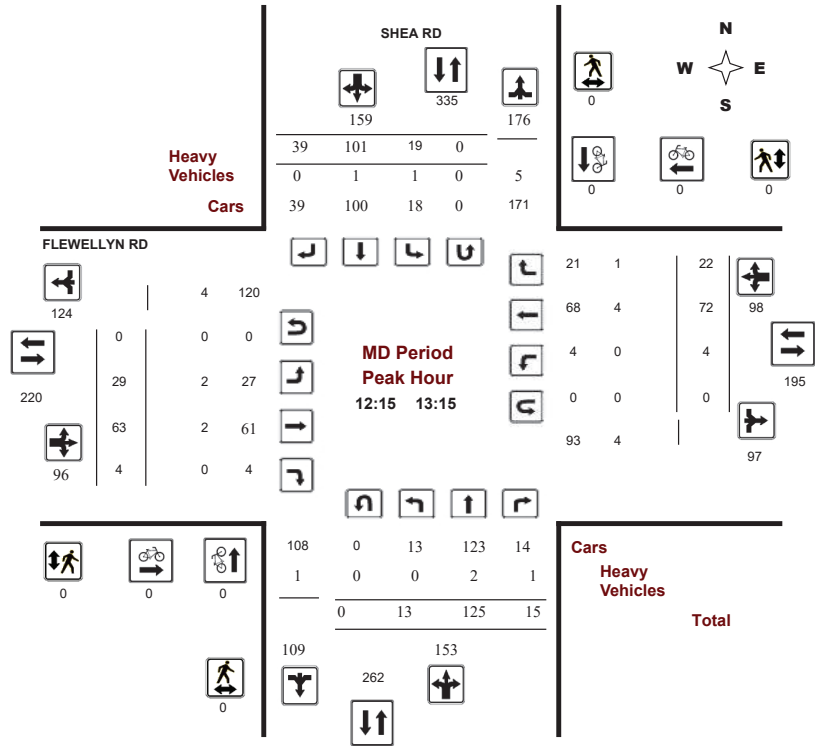 N
SHEA RD
W E
S
335
0
159
176
39 101 19 0
Heavy
Vehicles
0 1 1 0 5
0 0 0
Cars
39 100 18 0 171
FLEWELLYN RD
21 1 22
124
4 120
68 4 72 98
0 0 0
MD Period
Peak Hour
12:15 13:15
4 0 4
195
220
29 2 27
0 0 0
63 2 61
93 4
97
96
4 0 4
108 0 13 123 14
Cars
1 0 0 2 1
Heavy
Vehicles
0 0 0
0 13 125 15
Total
109 153
262
0